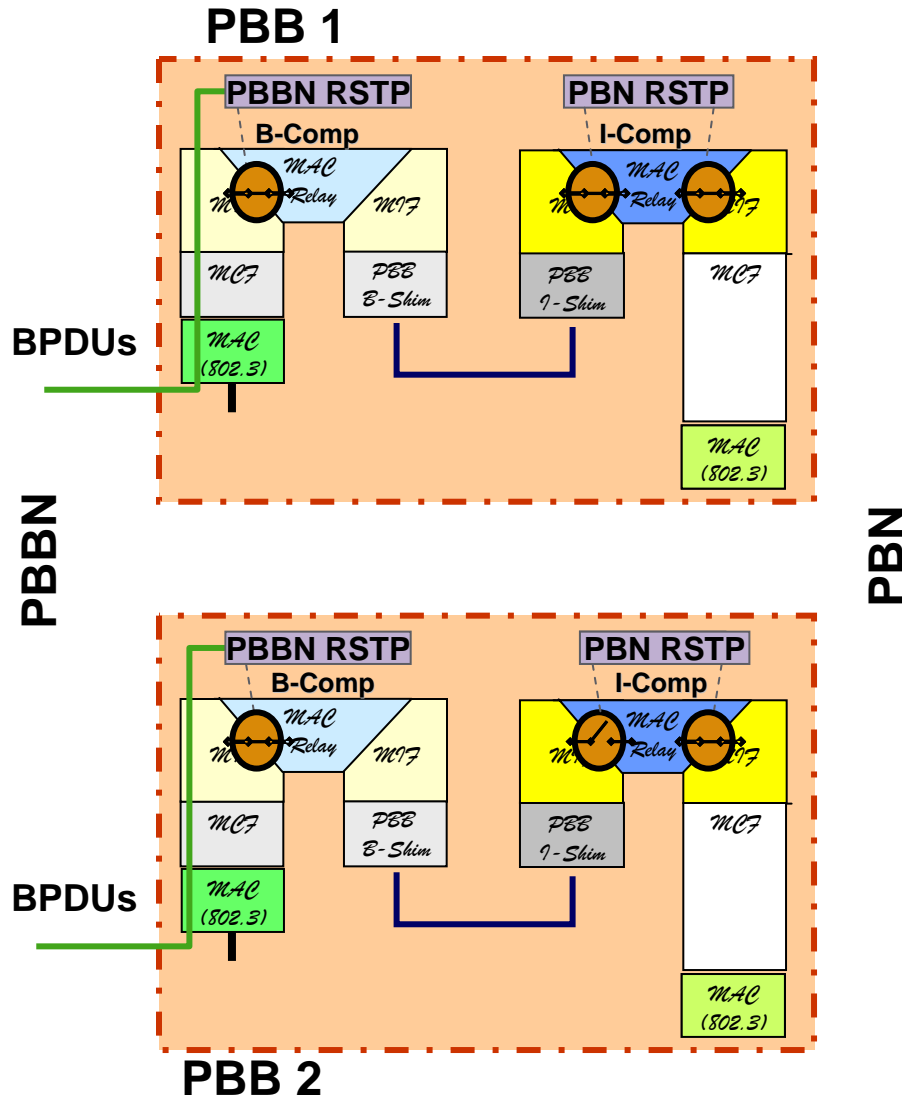 PBB 1
PBBN RSTP
PBN RSTP
B-Comp
I-Comp
MAC
Relay
MIF
MAC
Relay
MCF
PBB
B-Shim
PBB
I-Shim
MCF
BPDUs
MAC
(802.3)
MAC
(802.3)
PBBN
PBN
PBBN RSTP
PBN RSTP
B-Comp
I-Comp
MAC
Relay
MIF
MAC
Relay
MCF
PBB
B-Shim
PBB
I-Shim
MCF
BPDUs
MAC
(802.3)
MAC
(802.3)
PBB 2